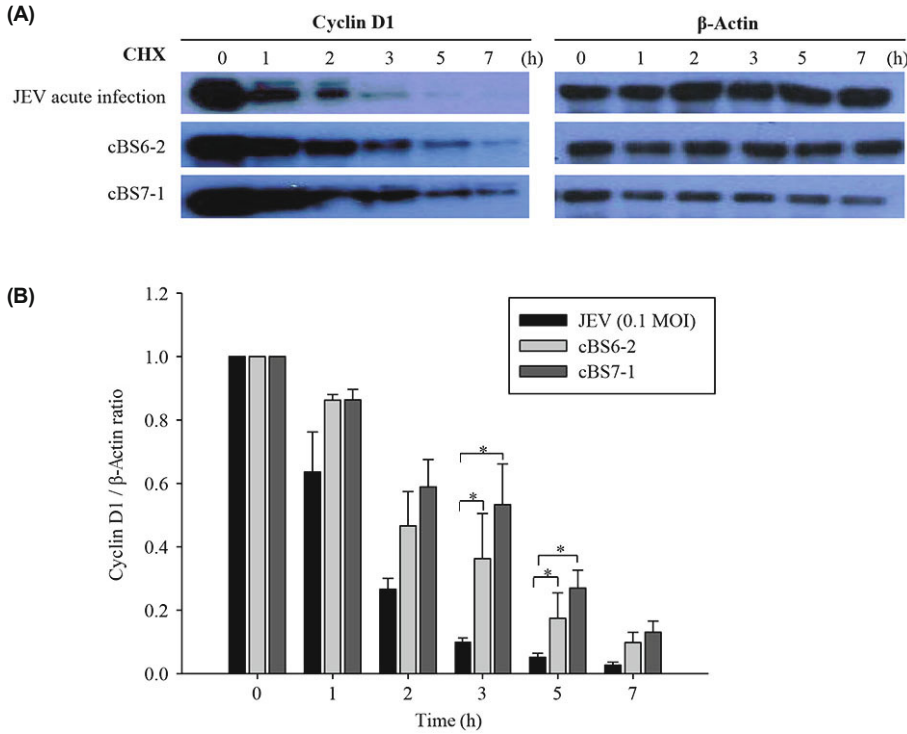 (A)
Cyclin D1
β-Actin
CHX 0 1 2 3 5 7 (h) 0 1 2 3 5 7 (h)
JEV acute infection
cBS6-2
cBS7-1
(B)
1.2
1.0
0.8
0.6
0.4
0.2
0.0
Cyclin D1 / β-Actin ratio
JEV (0.1 MOI)
cBS6-2
cBS7-1
* *
* *
0 1 2 3 5 7
Time (h)